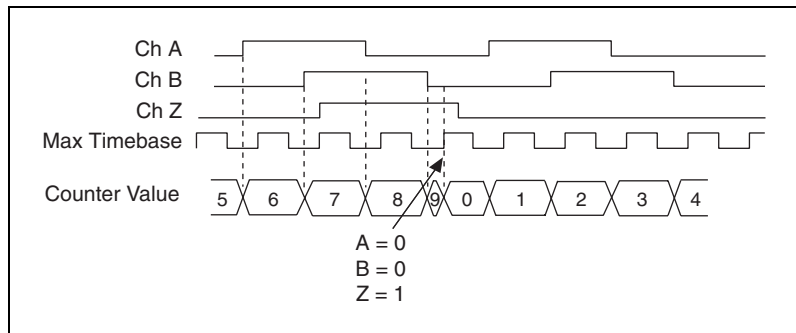 Ch A
Ch B
Ch Z
Max Timebase
Counter Value 5 6 7 8 9 0 1 2 3 4
A = 0
B = 0
Z = 1